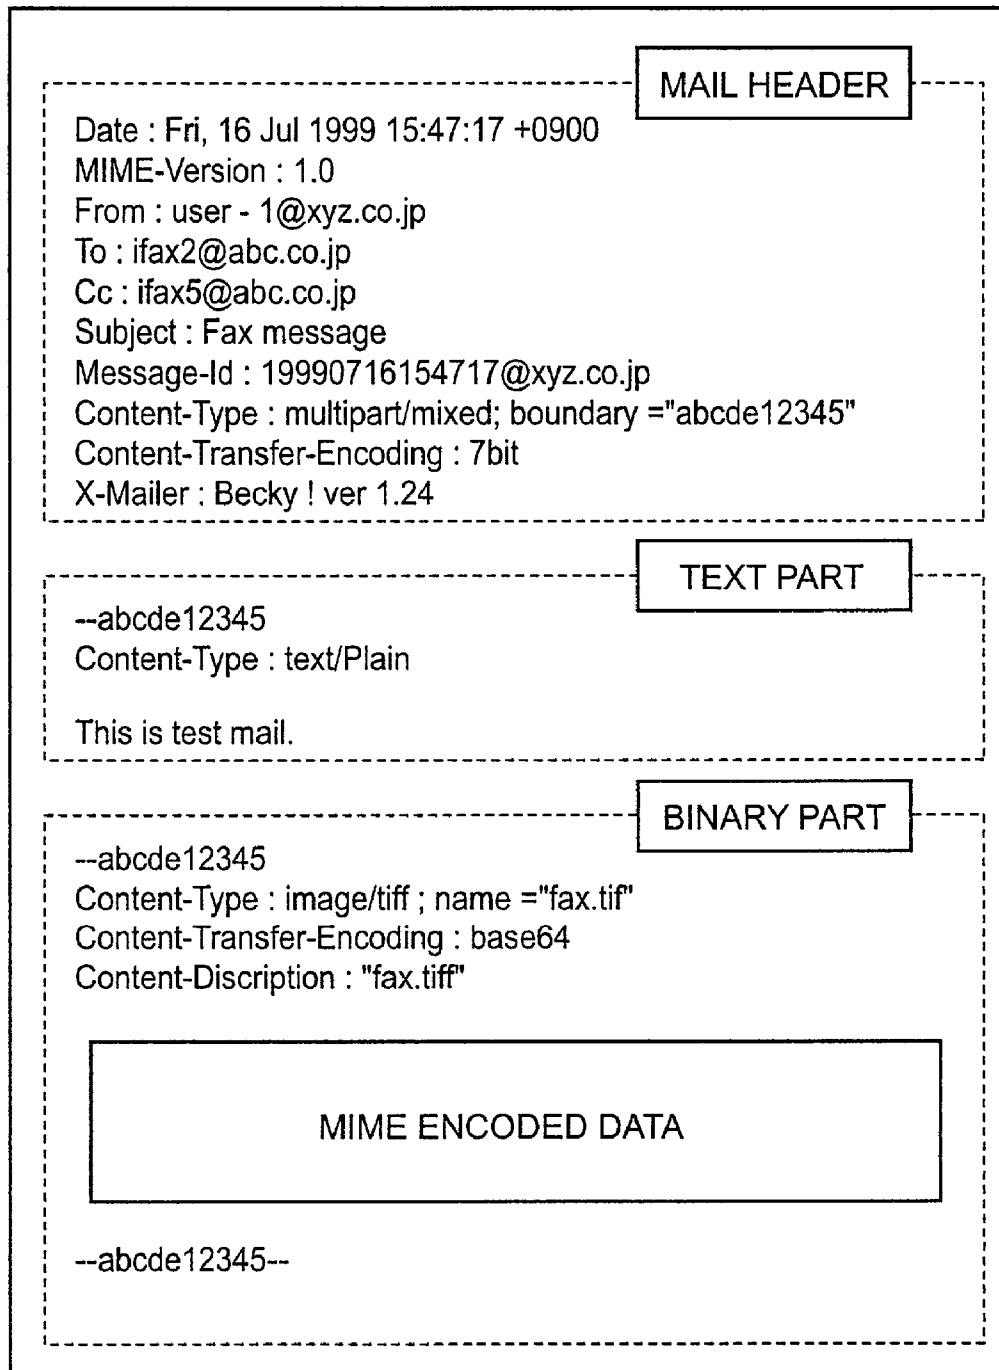 MAIL HEADER
Date : Fri, 16 Jul 1999 15:47:17 +0900
MIME-Version : 1.0
From : user - 1@xyz.co.jp
To : ifax2@abc.co.jp
Cc : ifax5@abc.co.jp
Subject : Fax message
Message-Id : 19990716154717@xyz.co.jp
Content-Type : multipart/mixed; boundary ="abcde12345"
Content-Transfer-Encoding : 7bit
X-Mailer : Becky ! ver 1.24
TEXT PART
--abcde12345
Content-Type : text/Plain
This is test mail.
BINARY PART
--abcde12345
Content-Type : image/tiff ; name ="fax.tif"
Content-Transfer-Encoding : base64
Content-Discription : "fax.tiff"
MIME ENCODED DATA
--abcde12345--